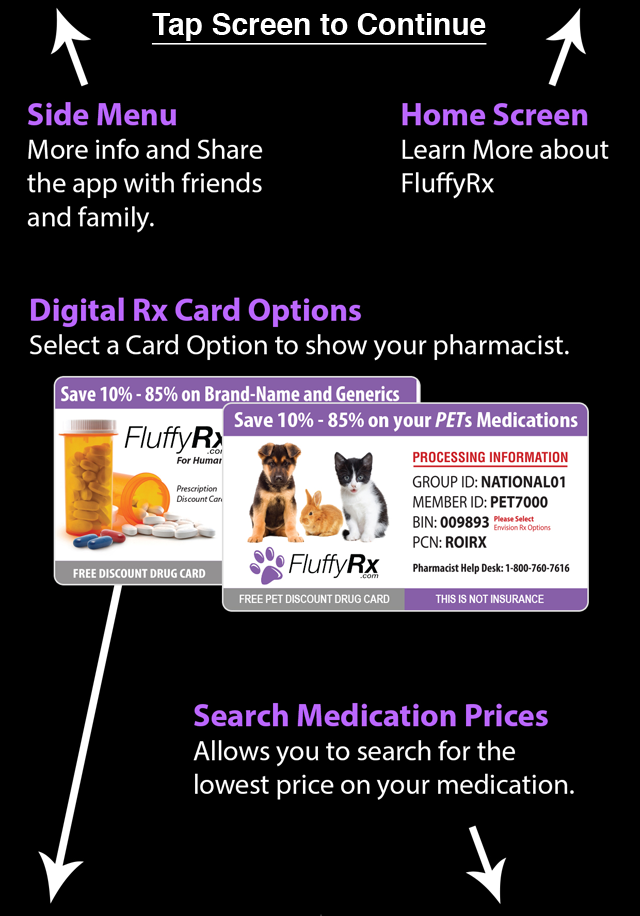 Tap Screen to Continue
Side Menu
More info and Share
the app with friends
and family.
Home Screen
Learn More about
FluffyRx
Digital Rx Card Options
Select a Card Option to show your pharmacist.
Save 10% - 85% on Brand-Name and Generics
FluffyRx
.co
For Huma
Prescription
Discount Car
FREE DISCOUNT DRUG CARD
Save 10% - 85% on your PETs Medications
PROCESSING INFORMATION
GROUP ID: NATIONAL01
MEMBER ID: PET7000
BIN: 009893 Please Select
Envision Rx Options
PCN: ROIRX
Pharmacist Help Desk: 1-800-760-7616
FluffyRx
.com
FREE PET DISCOUNT DRUG CARD
THIS IS NOT INSURANCE
Search Medication Prices
Allows you to search for the
lowest price on your medication.